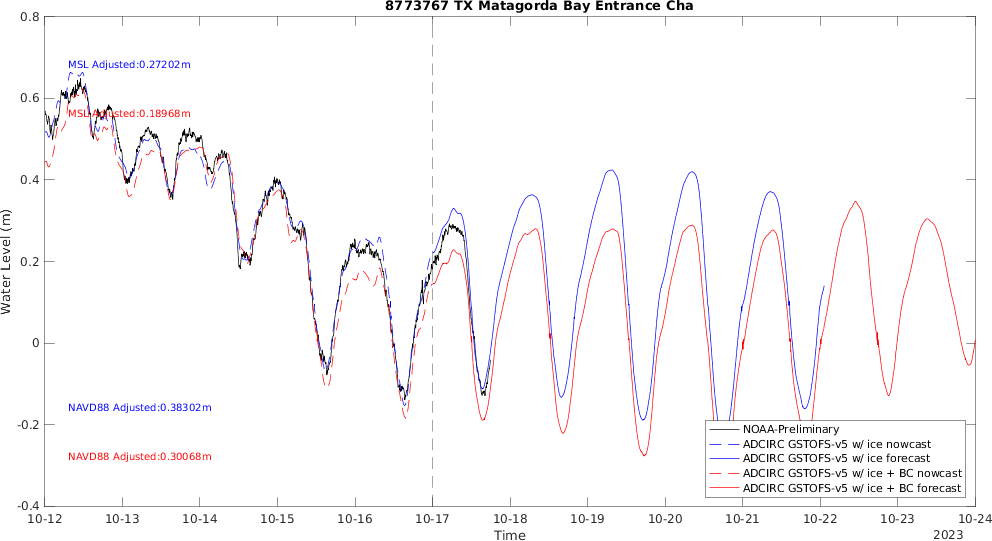 8773767 TX Matagorda Bay Entrance Cha
0.8
0.6
0.4
0.2
0
-0.2
-0.4
Water Level (m)
MSL Adjusted:0.27202m
MSL Adjusted:0.18968m
NAVD88 Adjusted:0.38302m
NAVD88 Adjusted:0.30068m
NOAA-Preliminary
ADCIRC GSTOFS-v5 w/ ice nowcast
ADCIRC GSTOFS-v5 w/ ice forecast
ADCIRC GSTOFS-v5 w/ice + BC nowcast
ADCIRC GSTOFS-v5 w/ice + BC forecast
10-12 10-13 10-14 10-15 10-16 10-17 10-18 10-19 10-20 10-21 10-22 10-23 10-24
Time
2023